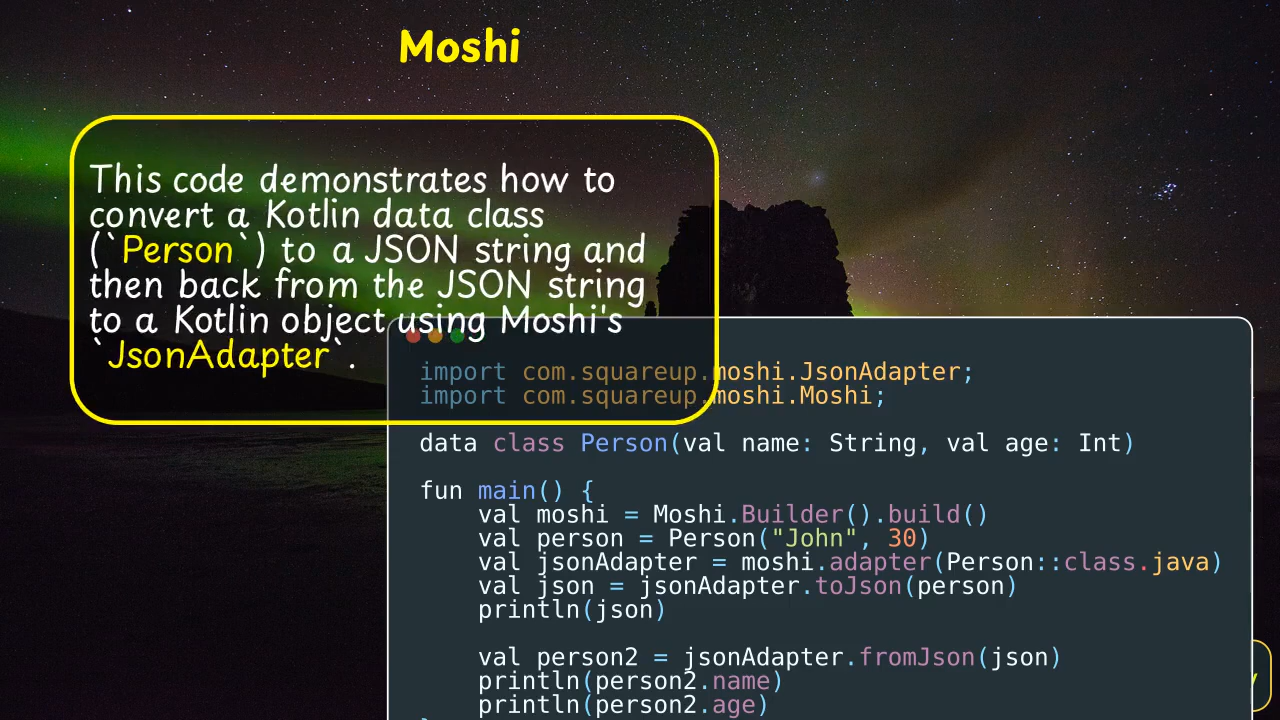 Moshi
This code demonstrates how to
convert a Kotlin data class
(`Person`) to a JSON string and
then back from the JSON string
to a Kotlin object using Moshi's
`JsonAdapter`.
import com.squareup.moshi.JsonAdapter;
import com.squareup.moshi.Moshi;
data class Person(val name: String, val age: Int)
fun main() {
    val moshi = Moshi.Builder().build()
    val person = Person("John", 30)
    val jsonAdapter = moshi.adapter(Person::class.java)
    val json = jsonAdapter.toJson(person)
    println(json)
    val person2 = jsonAdapter.fromJson(json)
    println(person2.name)
    println(person2.age)